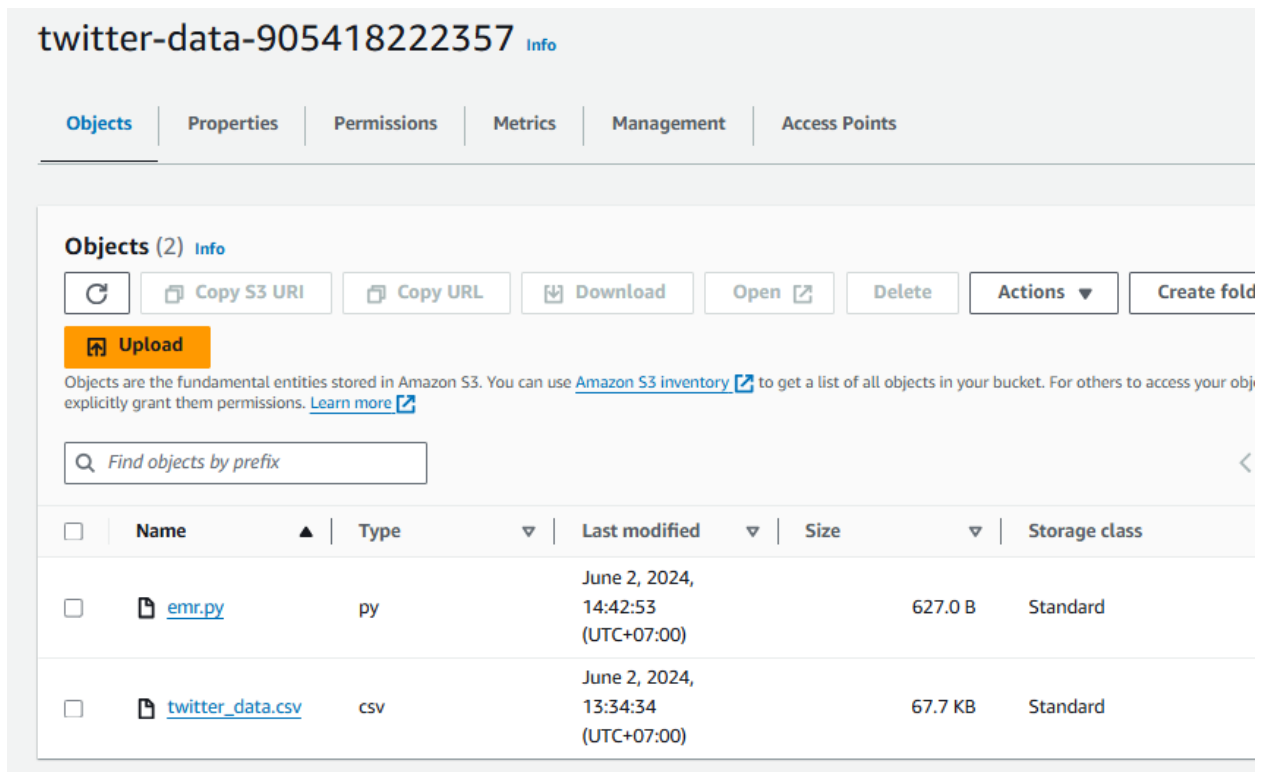 twitter-data-905418222357 Info
Objects Properties Permissions Metrics Management Access Points
Objects (2) Info
Copy S3 URI Copy URL Download Open Delete Actions Create fold
Upload
Objects are the fundamental entities stored in Amazon S3. You can use Amazon S3 inventory to get a list of all objects in your bucket. For others to access your obj
explicitly grant them permissions. Learn more
Find objects by prefix
Name Type Last modified Size Storage class
June 2, 2024,
emr.py py 14:42:53 627.0 B Standard
(UTC+07:00)
June 2, 2024,
twitter_data.csv csv 13:34:34 67.7 KB Standard
(UTC+07:00)